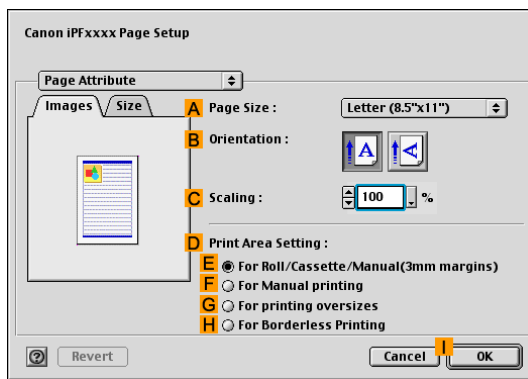 Canon iPFxxxx Page Setup
Page Attribute
Images Size
A Page Size : Letter (8.5"x11")
B Orientation : A A
C Scaling : 100 %
D Print Area Setting :
E For Roll/Cassette/Manual(3mm margins)
F For Manual printing
G For printing oversizes
H For Borderless Printing
I
? Revert Cancel OK